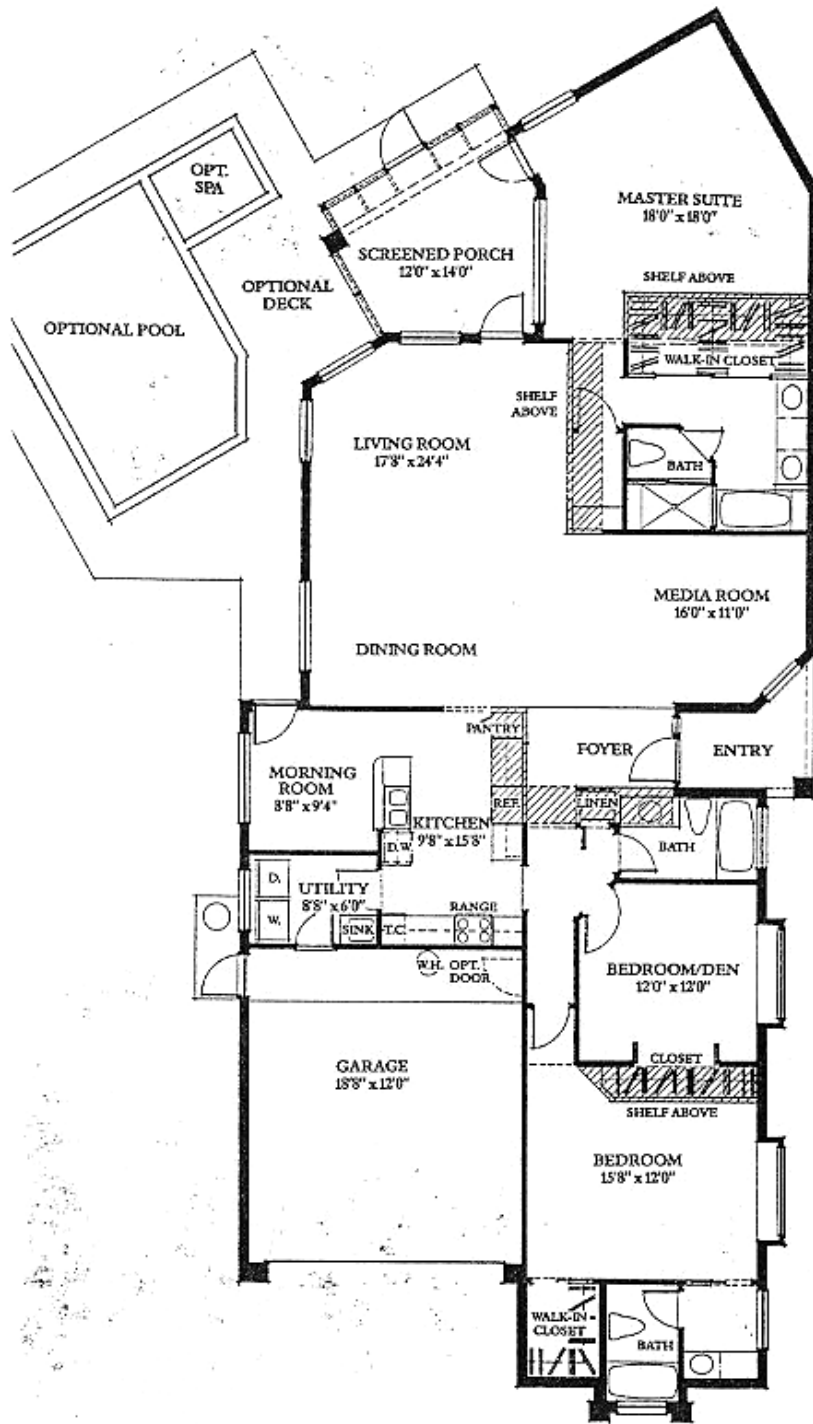 OPT.
SPA
MASTER SUITE
18'0" x 18'0"
SCREENED PORCH
12'0" x 14'0"
SHELF ABOVE
OPTIONAL
DECK
OPTIONAL POOL
WALK-IN CLOSET
SHELF
ABOVE
LIVING ROOM
17'8" x 24'4"
BATH
MEDIA ROOM
16'0" x 11'0"
DINING ROOM
PANTRY
FOYER
ENTRY
MORNING
ROOM
8'8" x 9'4"
REF.
LINEN
KITCHEN
9'8" x 15'8"
D.W.
BATH
D.
UTILITY
8'8" x 6'0"
W.
SINK
T.C.
RANGE
W.H.
OPT.
DOOR
BEDROOM/DEN
12'0" x 12'0"
GARAGE
18'8" x 12'0"
CLOSET
SHELF ABOVE
BEDROOM
15'8" x 12'0"
WALK-IN
CLOSET
BATH